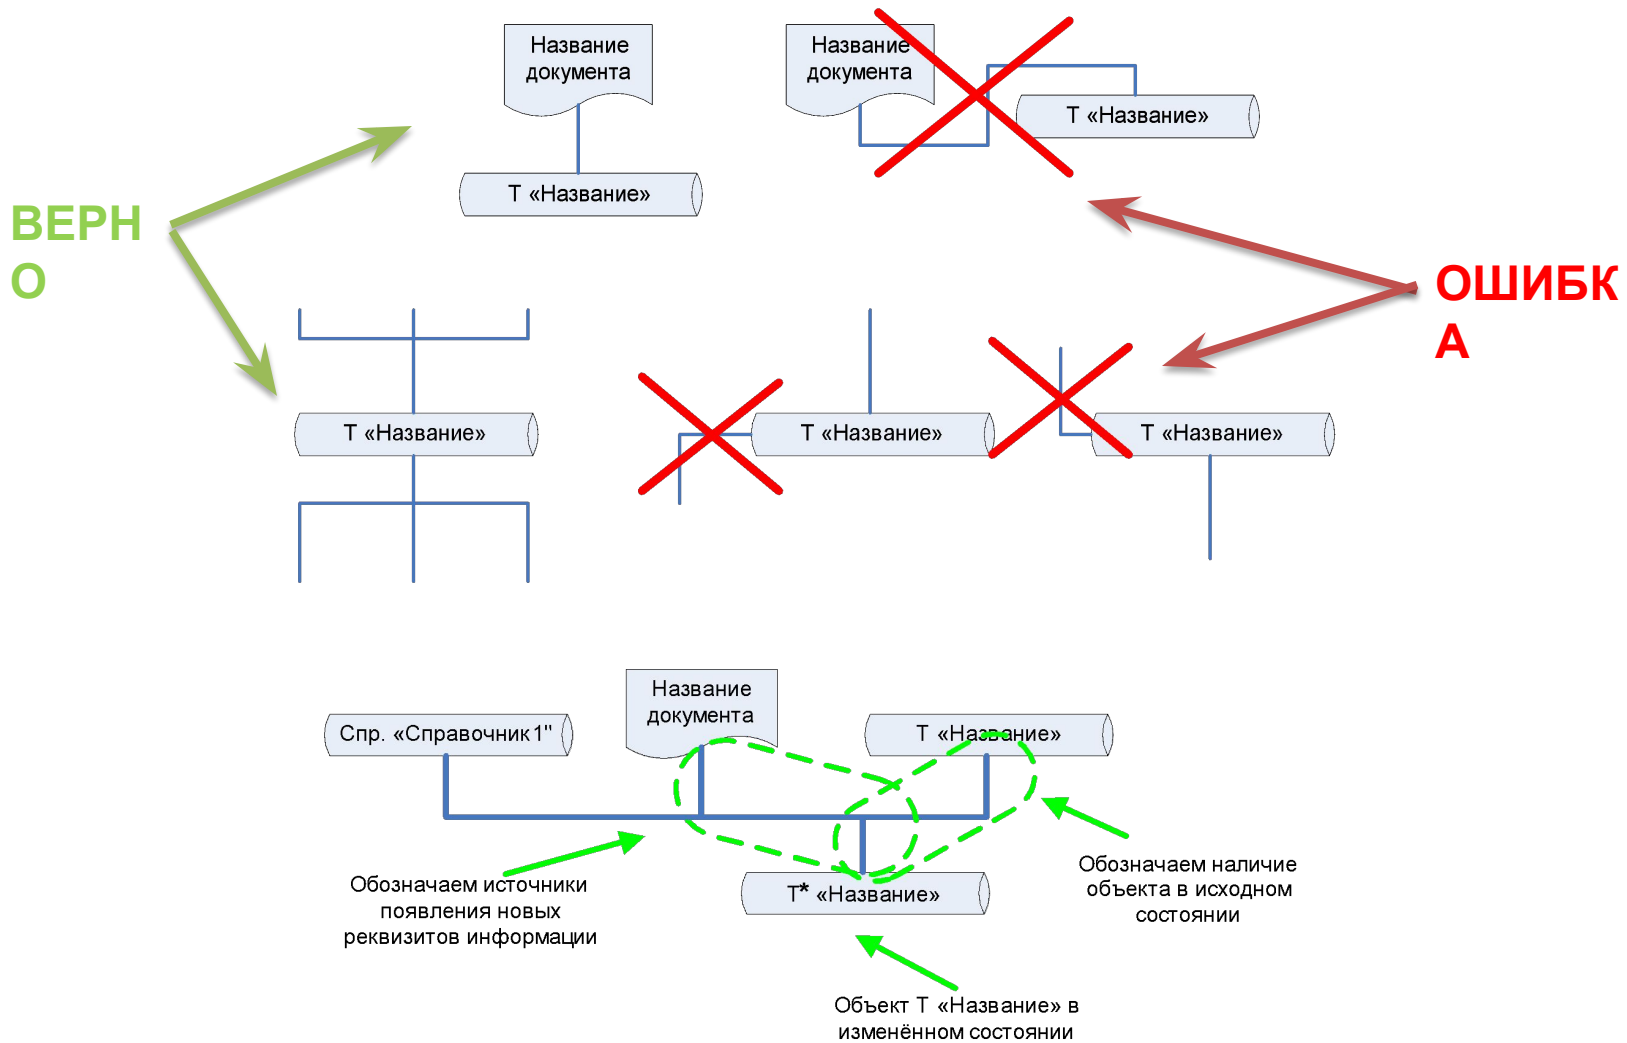 Название
документа
Название
документа
Т «Название»
Т «Название»
ВЕРН
О
ОШИБК
А
Т «Название»
Т «Название»
Т «Название»
Спр. «Справочник1"
Название
документа
Т «Название»
Т* «Название»
Обозначаем источники
появления новых
реквизитов информации
Обозначаем наличие
объекта в исходном
состоянии
Объект Т «Название» в
изменённом состоянии